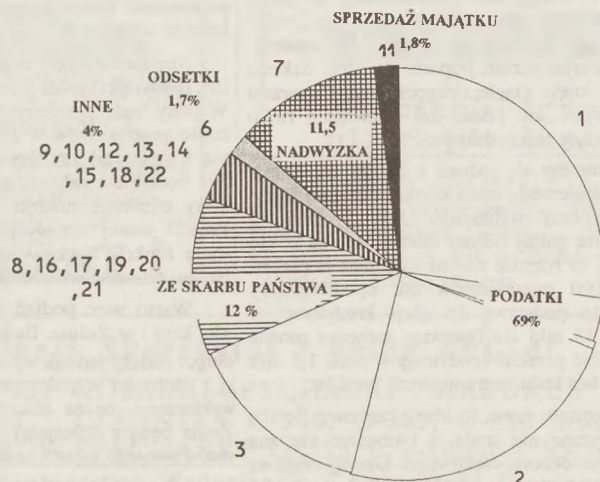 SPRZEDAŻ MAJĄTKU
11 1,8%
7
ODSETKI
1,7%
INNE
4%
9,10,12,13,14
,15,18,22
6
11,5
NADWYZKA
1
8,16,17,19,20
,21
ZE SKARBU PAŃSTWA
12 %
PODATKI
69%
3
2